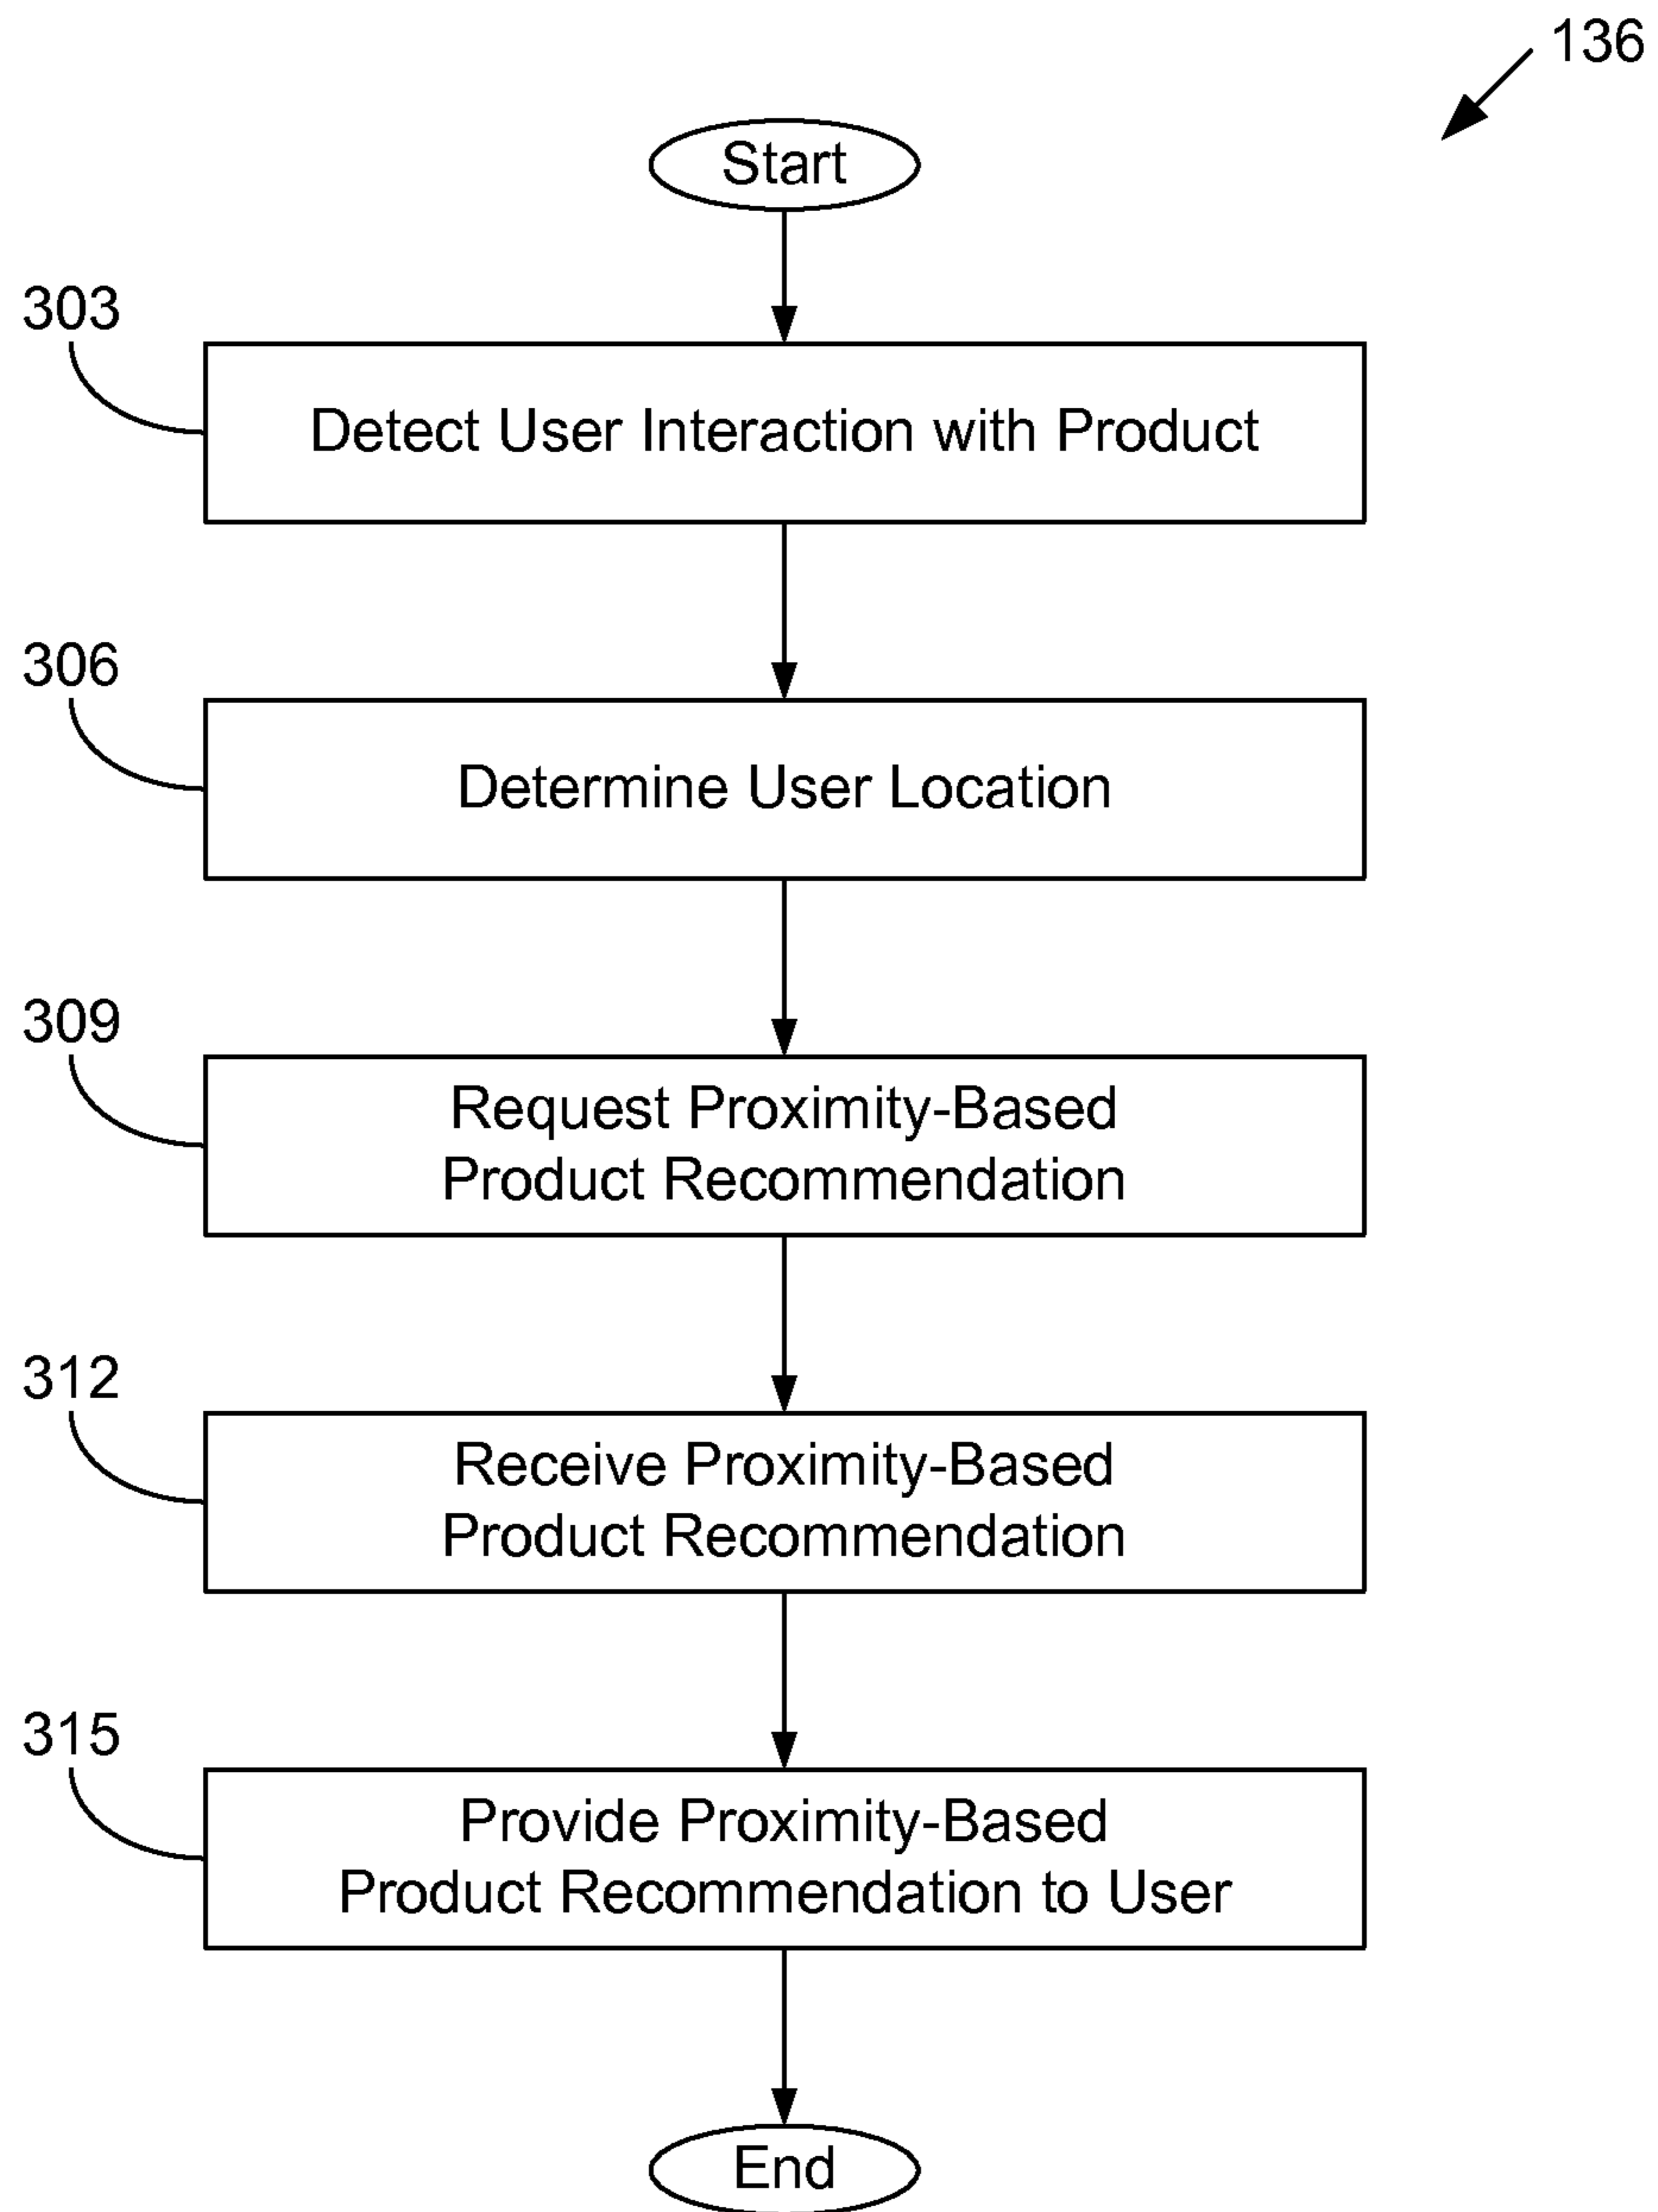 136
Start
303
Detect User Interaction with Product
306
Determine User Location
309
Request Proximity-Based
Product Recommendation
312
Receive Proximity-Based
Product Recommendation
315
Provide Proximity-Based
Product Recommendation to User
End